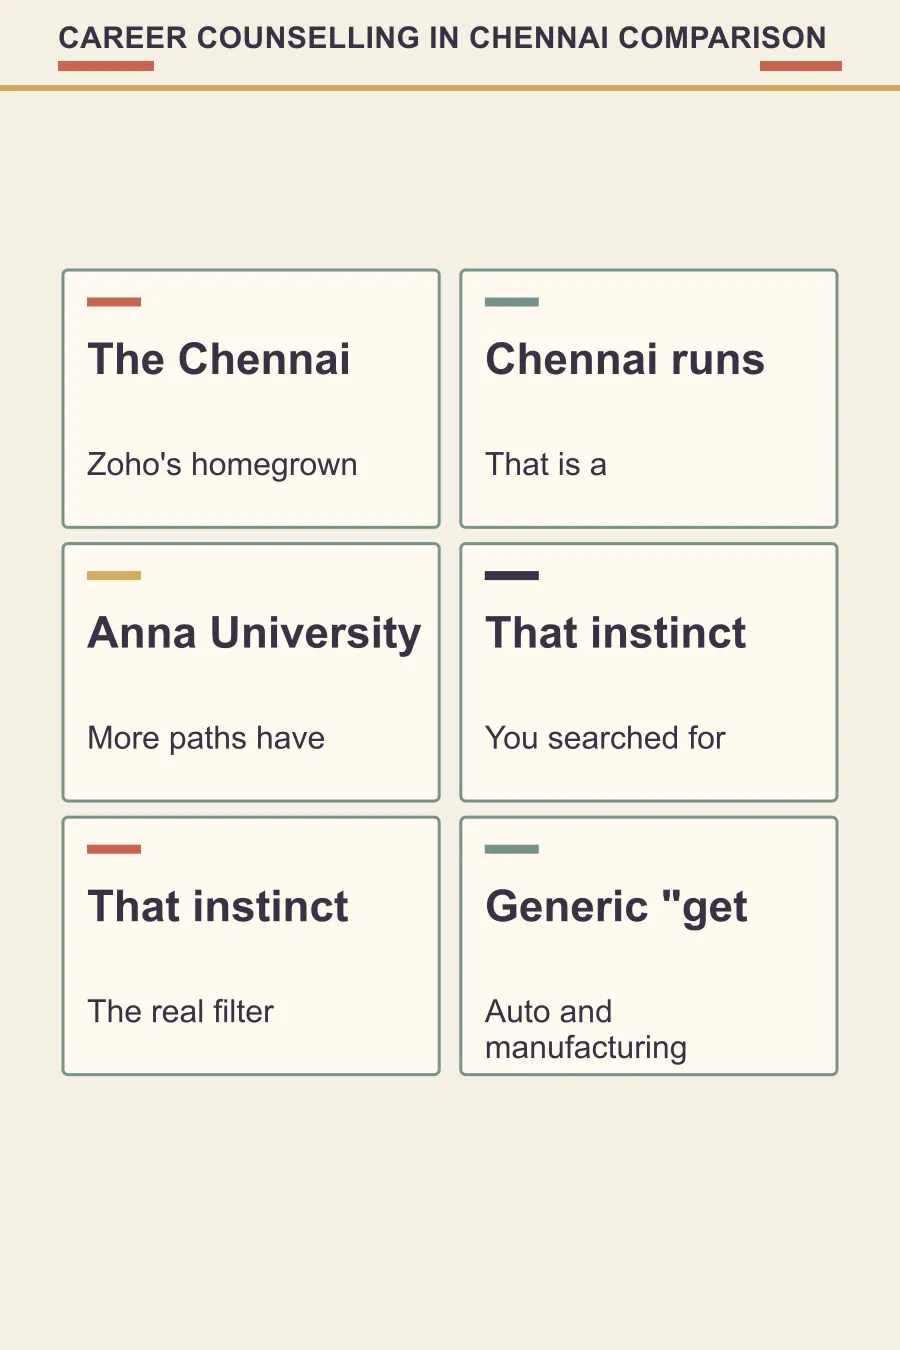 CAREER COUNSELLING IN CHENNAI COMPARISON
The Chennai
Zoho's homegrown
Chennai runs
That is a
Anna University
More paths have
That instinct
You searched for
That instinct
The real filter
Generic "get
Auto and
manufacturing